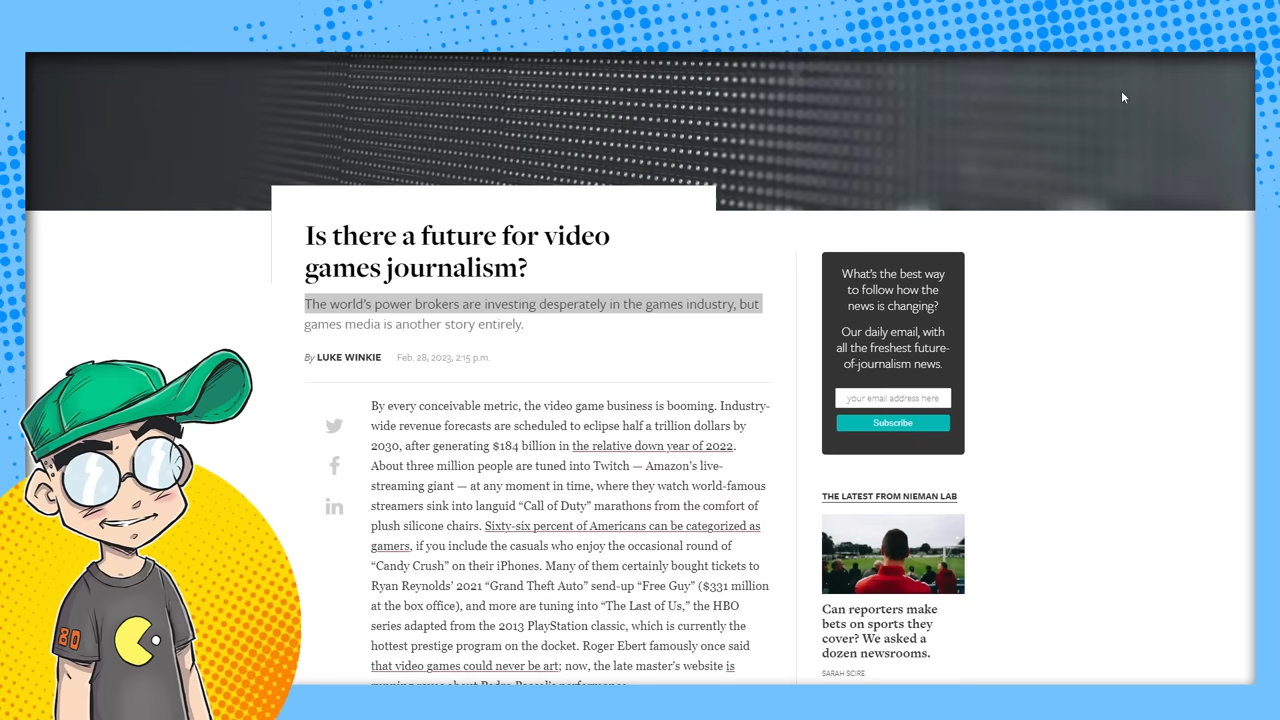 Is there a future for video
games journalism?
The world's power brokers are investing desperately in the games industry, but
games media is another story entirely.
By LUKE WINKIE Feb. 28, 2023, 2:15 p.m.
By every conceivable metric, the video game business is booming. Industry-
wide revenue forecasts are scheduled to eclipse half a trillion dollars by
2030, after generating $184 billion in the relative down year of 2022.
About three million people are tuned into Twitch — Amazon's live-
streaming giant — at any moment in time, where they watch world-famous
streamers sink into languid “Call of Duty” marathons from the comfort of
plush silicone chairs. Sixty-six percent of Americans can be categorized as
gamers, if you include the casuals who enjoy the occasional round of
“Candy Crush” on their iPhones. Many of them certainly bought tickets to
Ryan Reynolds’ 2021 “Grand Theft Auto” send-up “Free Guy” ($331 million
at the box office), and more are tuning into “The Last of Us,” the HBO
series adapted from the 2013 PlayStation classic, which is currently the
hottest prestige program on the docket. Roger Ebert famously once said
that video games could never be art; now, the late master’s website is
What's the best way
to follow how the
news is changing?
Our daily email, with
all the freshest future-
of-journalism news.
your email address here
Subscribe
THE LATEST FROM NIEMAN LAB
Can reporters make
bets on sports they
cover? We asked a
dozen newsrooms.
SARAH SCIRE
80